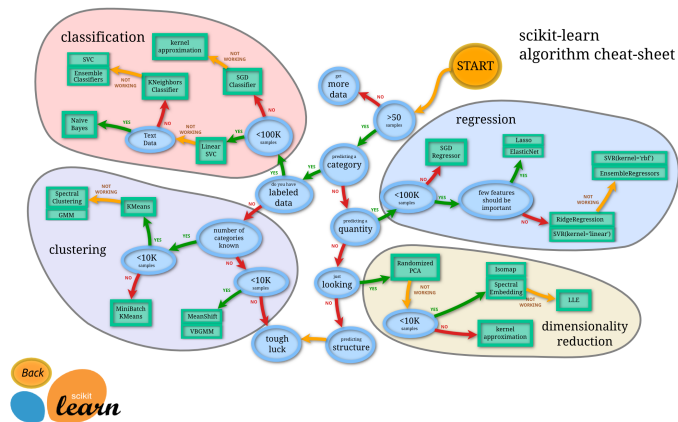 scikit-learn
algorithm cheat-sheet
START
classification
kernel
approximation
NOT
WORKING
SVC
Ensemble
Classifiers
NOT
WORKING
KNeighbors
Classifier
SGD
Classifier
NO
Naive
Bayes
YES
Text
Data
NO
NOT
WORKING
Linear
SVC
YES
<100K
samples
get
more
data
NO
>50
samples
YES
predicting a
category
YES
do you have
labeled
data
YES
NO
NO
predicting a
quantity
YES
NO
regression
SGD
Regressor
NO
<100K
samples
YES
Lasso
ElasticNet
YES
few features
should be
important
NO
SVR(kernel='rbf')
EnsembleRegressors
NOT
WORKING
RidgeRegression
SVR(kernel='linear')
clustering
Spectral
Clustering
GMM
NOT
WORKING
KMeans
YES
<10K
samples
YES
number of
categories
known
NO
NO
MiniBatch
KMeans
<10K
samples
YES
NO
MeanShift
VBGMM
just
looking
YES
NO
tough
luck
predicting
structure
Randomized
PCA
NOT
WORKING
<10K
samples
YES
NO
Isomap
Spectral
Embedding
NOT
WORKING
LLE
kernel
approximation
dimensionality
reduction
Back
scikit
learn